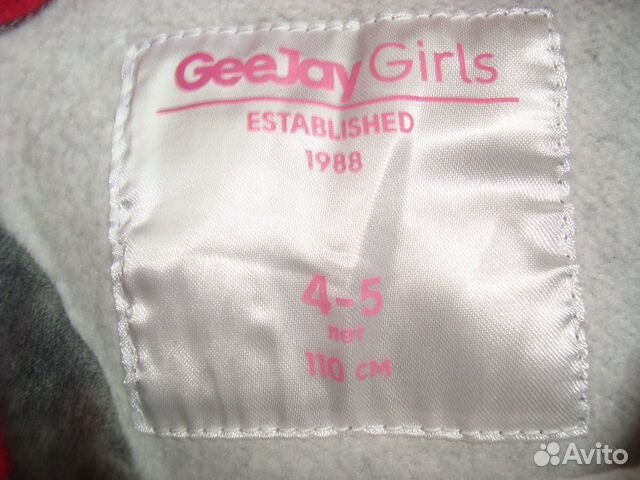 GeeJay Girls
ESTABLISHED
1988
4-5
лет
110 см
Avito